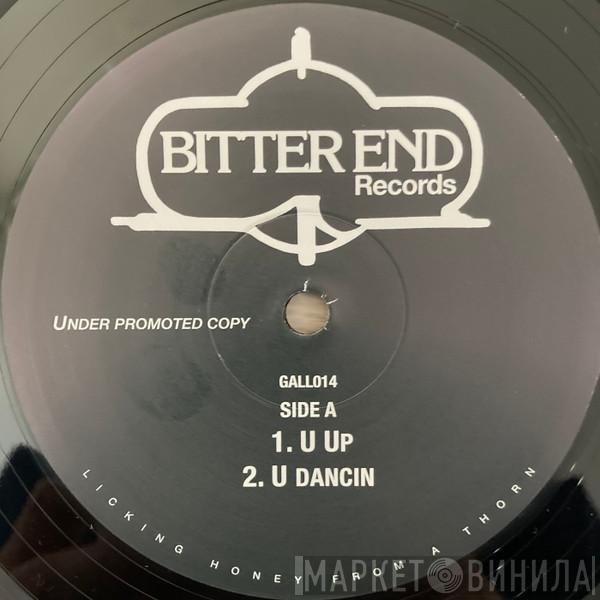 BITTER END
Records
UNDER PROMOTED COPY
GALL014
SIDE A
1. U UP
2. U DANCIN
LICKING HONEY FROM A THORN
МАРКЕТ ВИНИЛА